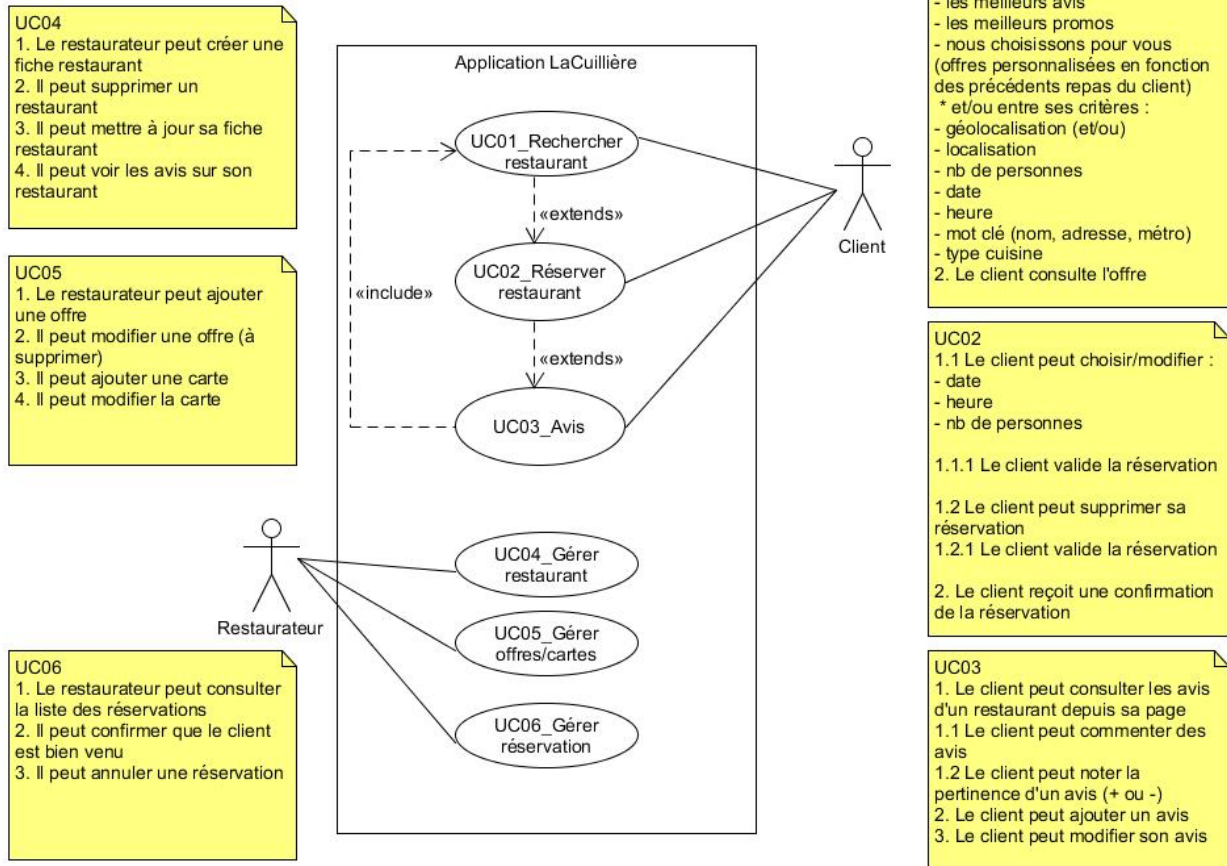 UC04
1. Le restaurateur peut créer une
fiche restaurant
2. Il peut supprimer un
restaurant
3. Il peut mettre à jour sa fiche
restaurant
4. Il peut voir les avis sur son
restaurant
UC05
1. Le restaurateur peut ajouter
une offre
2. Il peut modifier une offre (à
supprimer)
3. Il peut ajouter une carte
4. Il peut modifier la carte
UC06
1. Le restaurateur peut consulter
la liste des réservations
2. Il peut confirmer que le client
est bien venu
3. Il peut annuler une réservation
Application LaCuillière
UC01_Rechercher
restaurant
«extends»
UC02_Réserver
restaurant
«include»
«extends»
UC03_Avis
UC04_Gérer
restaurant
UC05_Gérer
offres/cartes
UC06_Gérer
réservation
Restaurateur
Client
- les meilleurs avis
- les meilleurs promos
- nous choisissons pour vous
(offres personnalisées en fonction
des précédents repas du client)
* et/ou entre ses critères :
- géolocalisation (et/ou)
- localisation
- nb de personnes
- date
- heure
- mot clé (nom, adresse, métro)
- type cuisine
2. Le client consulte l'offre
UC02
1.1 Le client peut choisir/modifier :
- date
- heure
- nb de personnes
1.1.1 Le client valide la réservation
1.2 Le client peut supprimer sa
réservation
1.2.1 Le client valide la réservation
2. Le client reçoit une confirmation
de la réservation
UC03
1. Le client peut consulter les avis
d'un restaurant depuis sa page
1.1 Le client peut commenter des
avis
1.2 Le client peut noter la
pertinence d'un avis (+ ou -)
2. Le client peut ajouter un avis
3. Le client peut modifier son avis